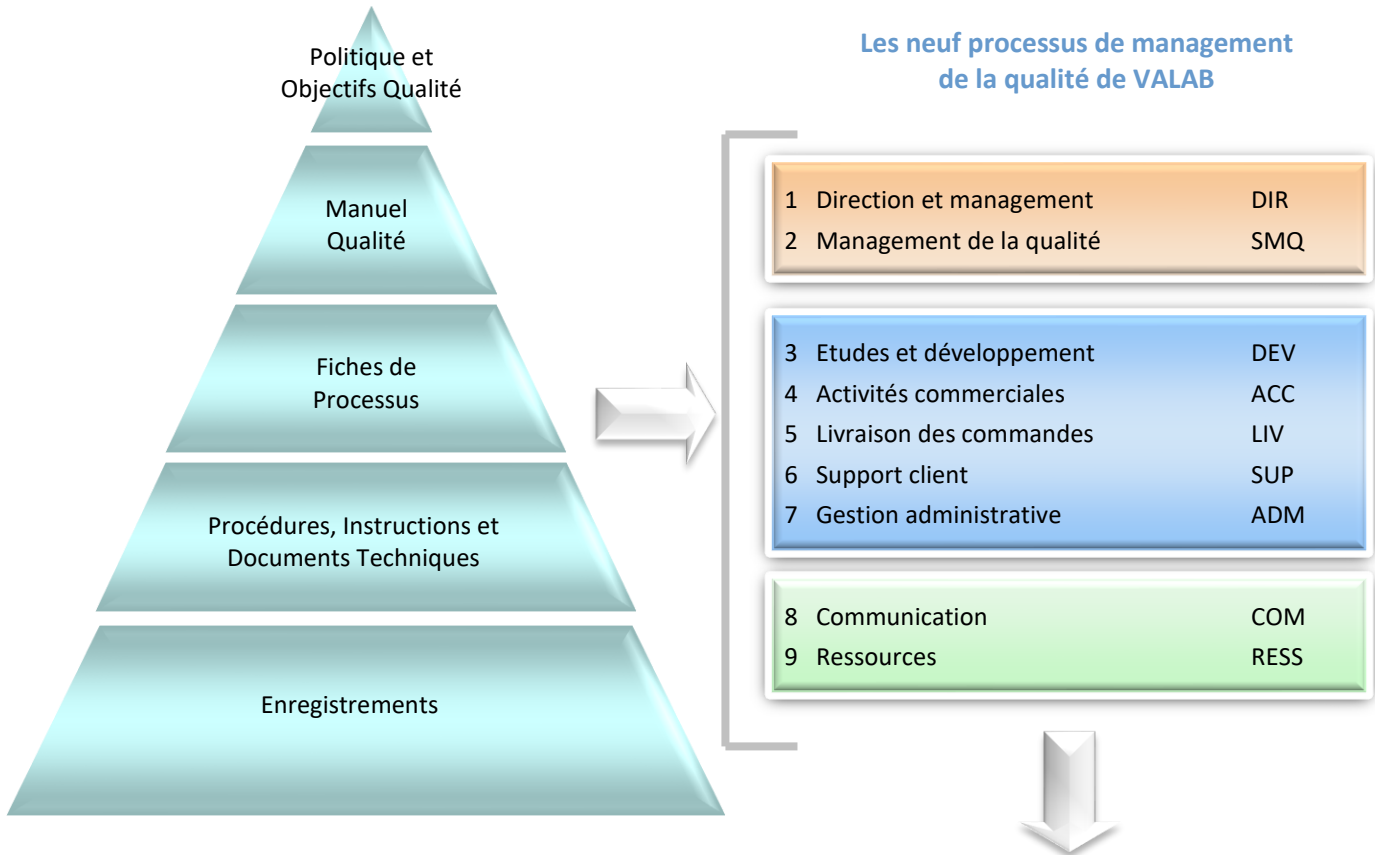 Politique et
Objectifs Qualité
Manuel
Qualité
Fiches de
Processus
Procédures, Instructions et
Documents Techniques
Enregistrements
Les neuf processus de management
de la qualité de VALAB
1 Direction et management DIR
2 Management de la qualité SMQ
3 Etudes et développement DEV
4 Activités commerciales ACC
5 Livraison des commandes LIV
6 Support client SUP
7 Gestion administrative ADM
8 Communication COM
9 Ressources RESS